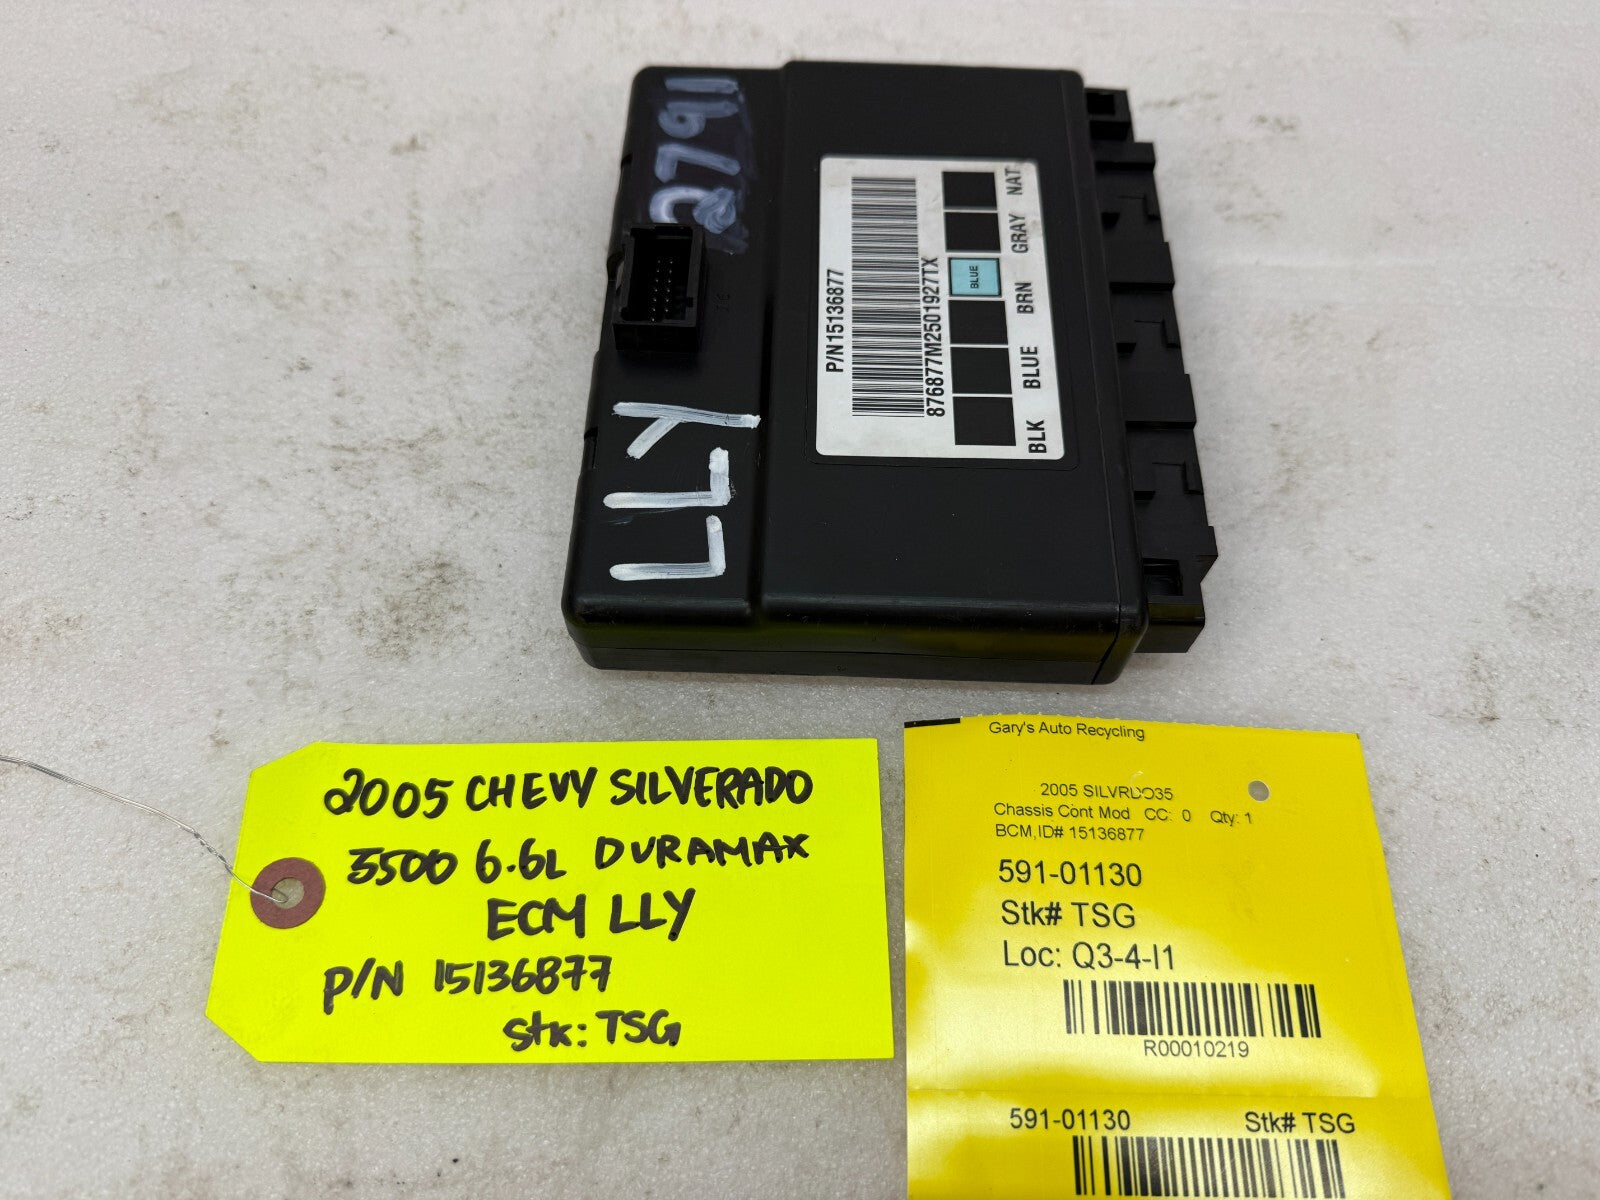 Q7911
LLY
P/N15136877
876877M2501927TX
BLUE
BLK BLUE BRN GRAY NAT
16
2005 CHEVY SILVERADO
3500 6.6L DURAMAX
ECM LLY
P/N 15136877
Stk: TSG
Gary's Auto Recycling
2005 SILVRDO35
Chassis Cont Mod CC: 0 Qty: 1
BCM,ID# 15136877
591-01130
Stk# TSG
Loc: Q3-4-I1
R00010219
591-01130 Stk# TSG